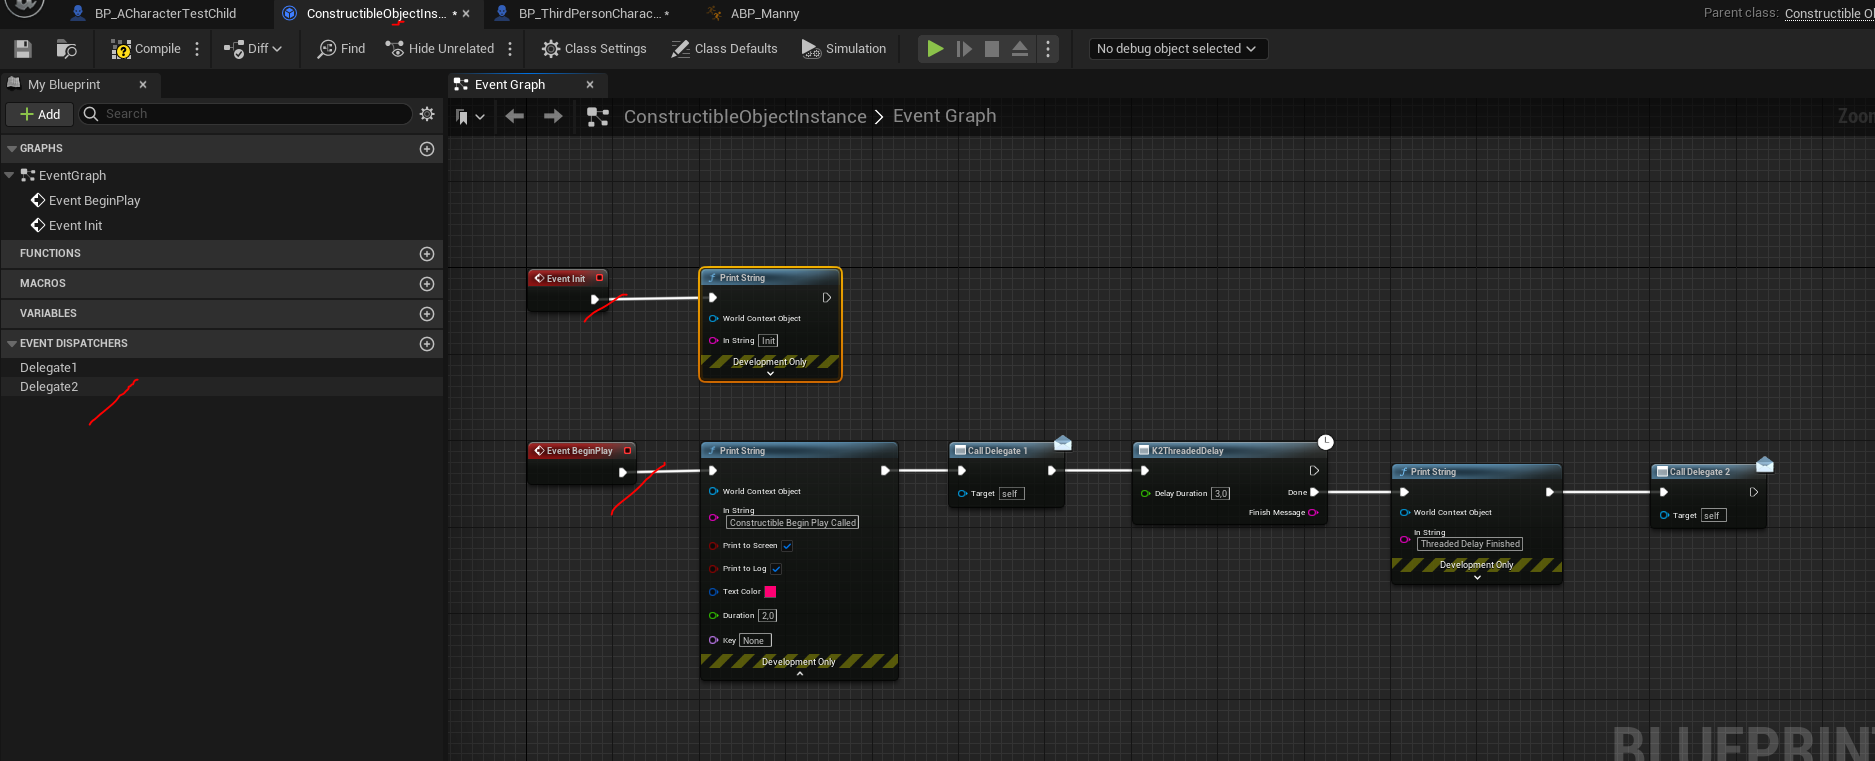 BP_ACharacterTestChild
ConstructibleObjectIns... *
BP_ThirdPersonCharac... *
ABP_Manny
Parent class: Constructible O
Compile
Diff
Find
Hide Unrelated
Class Settings
Class Defaults
Simulation
No debug object selected
My Blueprint
Event Graph
Add
Search
ConstructibleObjectInstance > Event Graph
Zoo
GRAPHS
EventGraph
Event BeginPlay
Event Init
FUNCTIONS
MACROS
VARIABLES
EVENT DISPATCHERS
Delegate1
Delegate2
Event Init
Print String
World Context Object
In String Init
Development Only
Event BeginPlay
Print String
World Context Object
In String
Constructible Begin Play Called
Print to Screen
Print to Log
Text Color
Duration 2,0
Key None
Development Only
Call Delegate 1
Target self
K2ThreadedDelay
Delay Duration 3,0
Done
Finish Message
Print String
World Context Object
In String
Threaded Delay Finished
Development Only
Call Delegate 2
Target self
BLUEPRIN